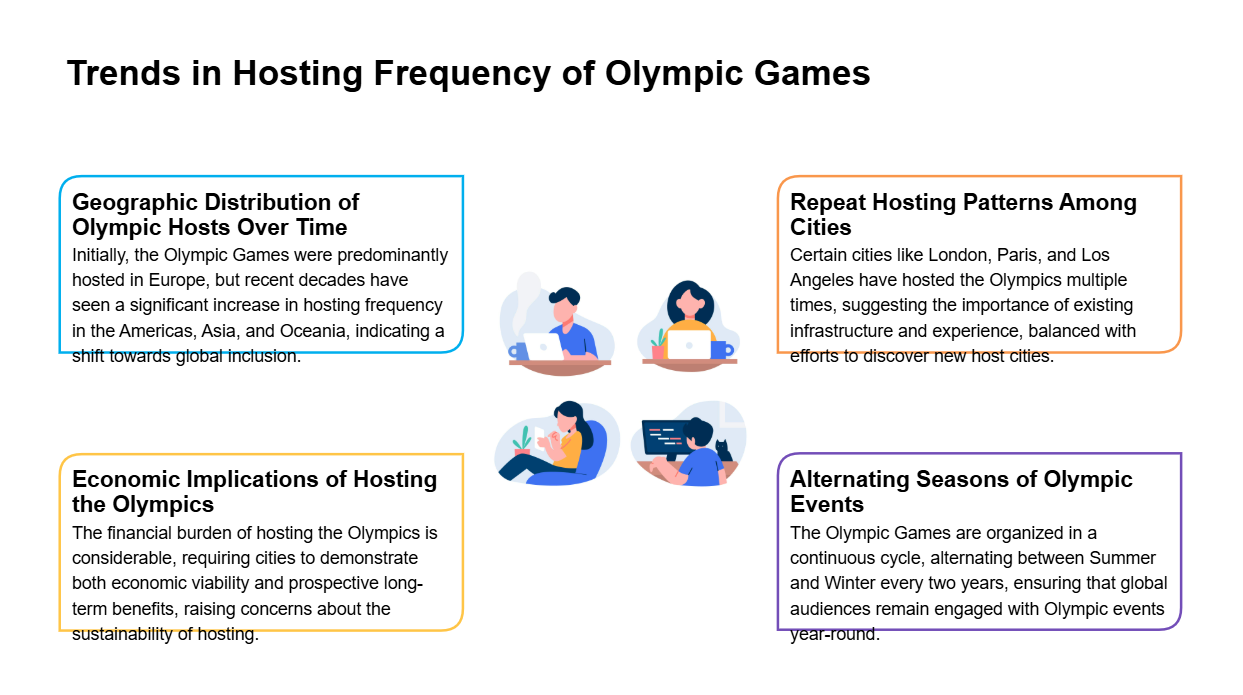 Trends in Hosting Frequency of Olympic Games
Geographic Distribution of
Olympic Hosts Over Time
Initially, the Olympic Games were predominantly
hosted in Europe, but recent decades have
seen a significant increase in hosting frequency
in the Americas, Asia, and Oceania, indicating a
shift towards global inclusion.
Repeat Hosting Patterns Among
Cities
Certain cities like London, Paris, and Los
Angeles have hosted the Olympics multiple
times, suggesting the importance of existing
infrastructure and experience, balanced with
efforts to discover new host cities.
Economic Implications of Hosting
the Olympics
The financial burden of hosting the Olympics is
considerable, requiring cities to demonstrate
both economic viability and prospective long-
term benefits, raising concerns about the
sustainability of hosting.
Alternating Seasons of Olympic
Events
The Olympic Games are organized in a
continuous cycle, alternating between Summer
and Winter every two years, ensuring that global
audiences remain engaged with Olympic events
year-round.